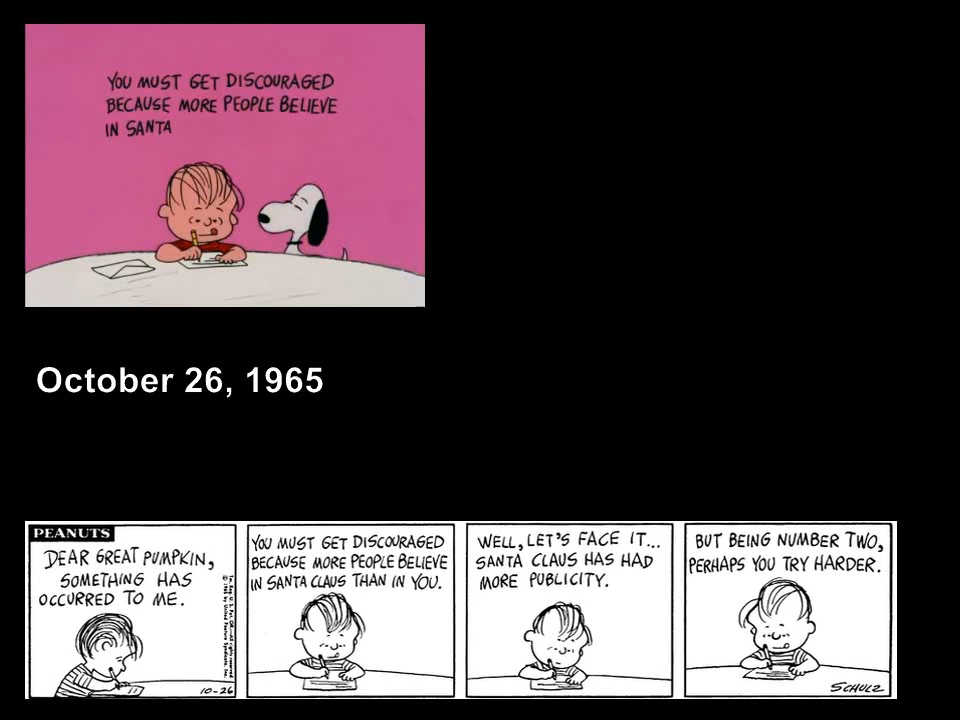 YOU MUST GET DISCOURAGED
BECAUSE MORE PEOPLE BELIEVE
IN SANTA
October 26, 1965
PEANUTS
DEAR GREAT PUMPKIN,
SOMETHING HAS
OCCURRED TO ME.
10-26
YOU MUST GET DISCOURAGED
BECAUSE MORE PEOPLE BELIEVE
IN SANTA CLAUS THAN IN YOU.
WELL, LET'S FACE IT...
SANTA CLAUS HAS HAD
MORE PUBLICITY.
BUT BEING NUMBER TWO,
PERHAPS YOU TRY HARDER.
SCHULZ